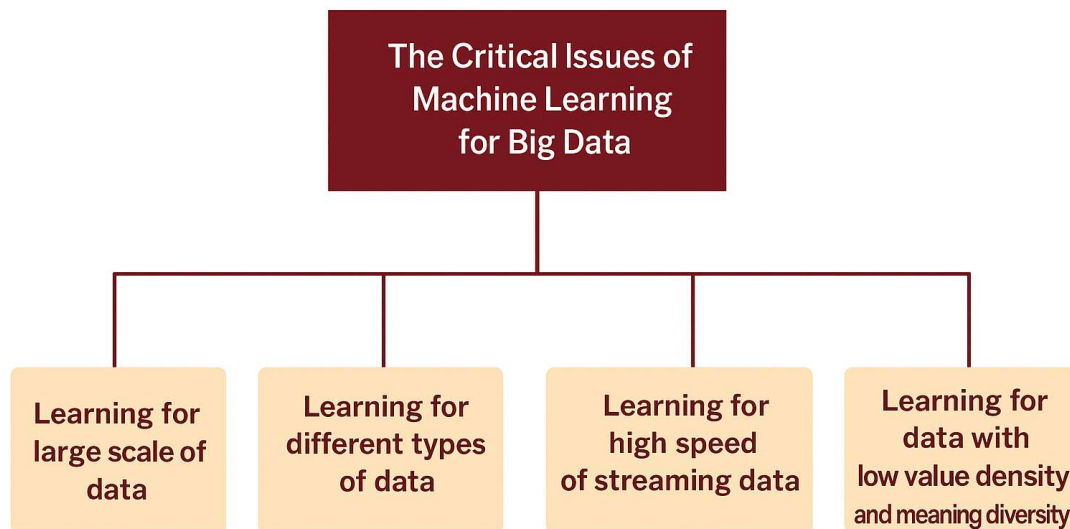 The Critical Issues of
Machine Learning
for Big Data
Learning for
large scale of
data
Learning for
different types
of data
Learning for
high speed
of streaming data
Learning for
data with
low value density
and meaning diversity